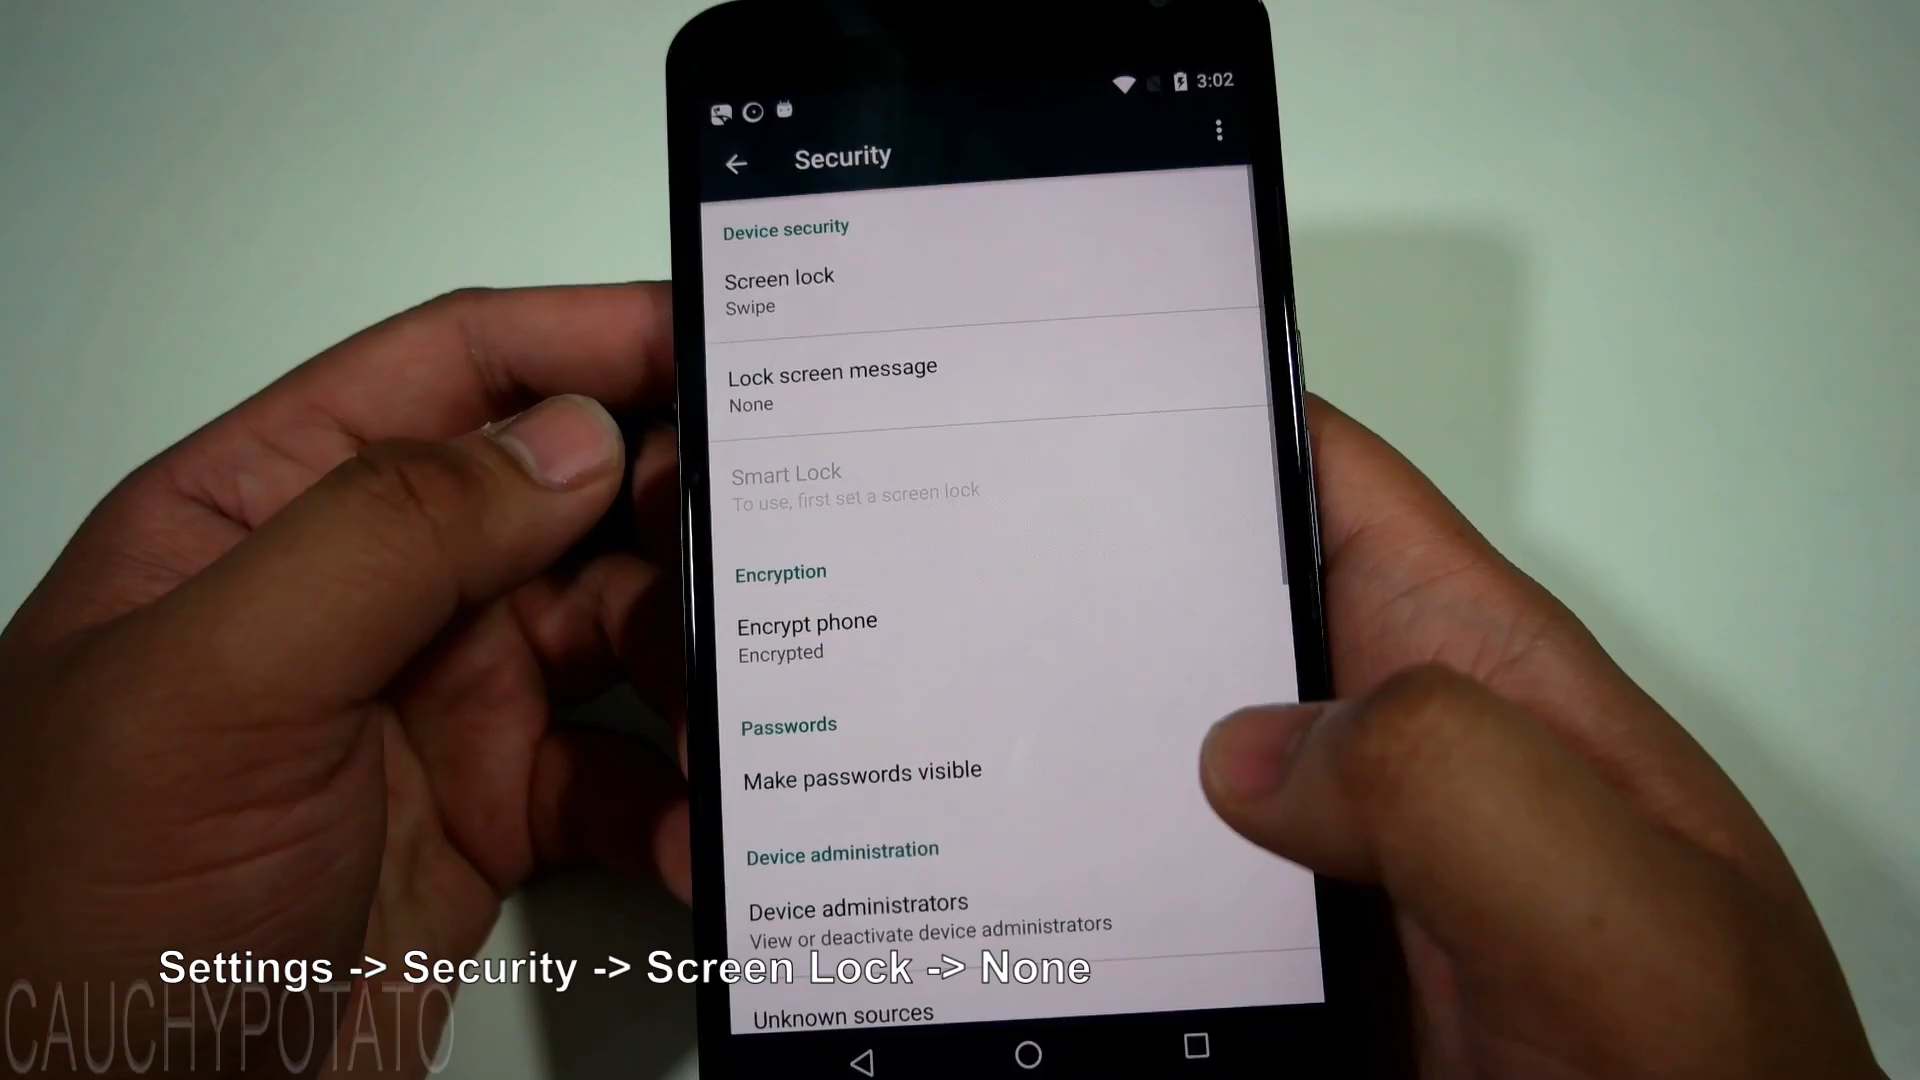 3:02
Security
Device security
Screen lock
Swipe
Lock screen message
None
Smart Lock
To use, first set a screen lock
Encryption
Encrypt phone
Encrypted
Passwords
Make passwords visible
Device administration
Device administrators
View or deactivate device administrators
Settings -> Security -> Screen Lock -> None
Unknown sources
CAUCHYPOTATO